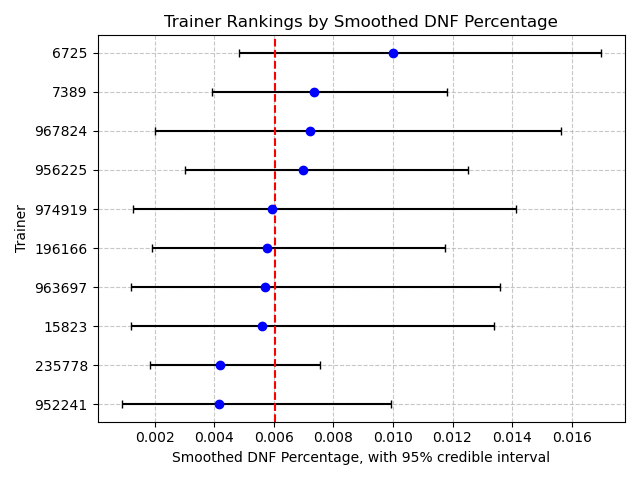 Trainer Rankings by Smoothed DNF Percentage
Trainer
6725
7389
967824
956225
974919
196166
963697
15823
235778
952241
0.002 0.004 0.006 0.008 0.010 0.012 0.014 0.016
Smoothed DNF Percentage, with 95% credible interval